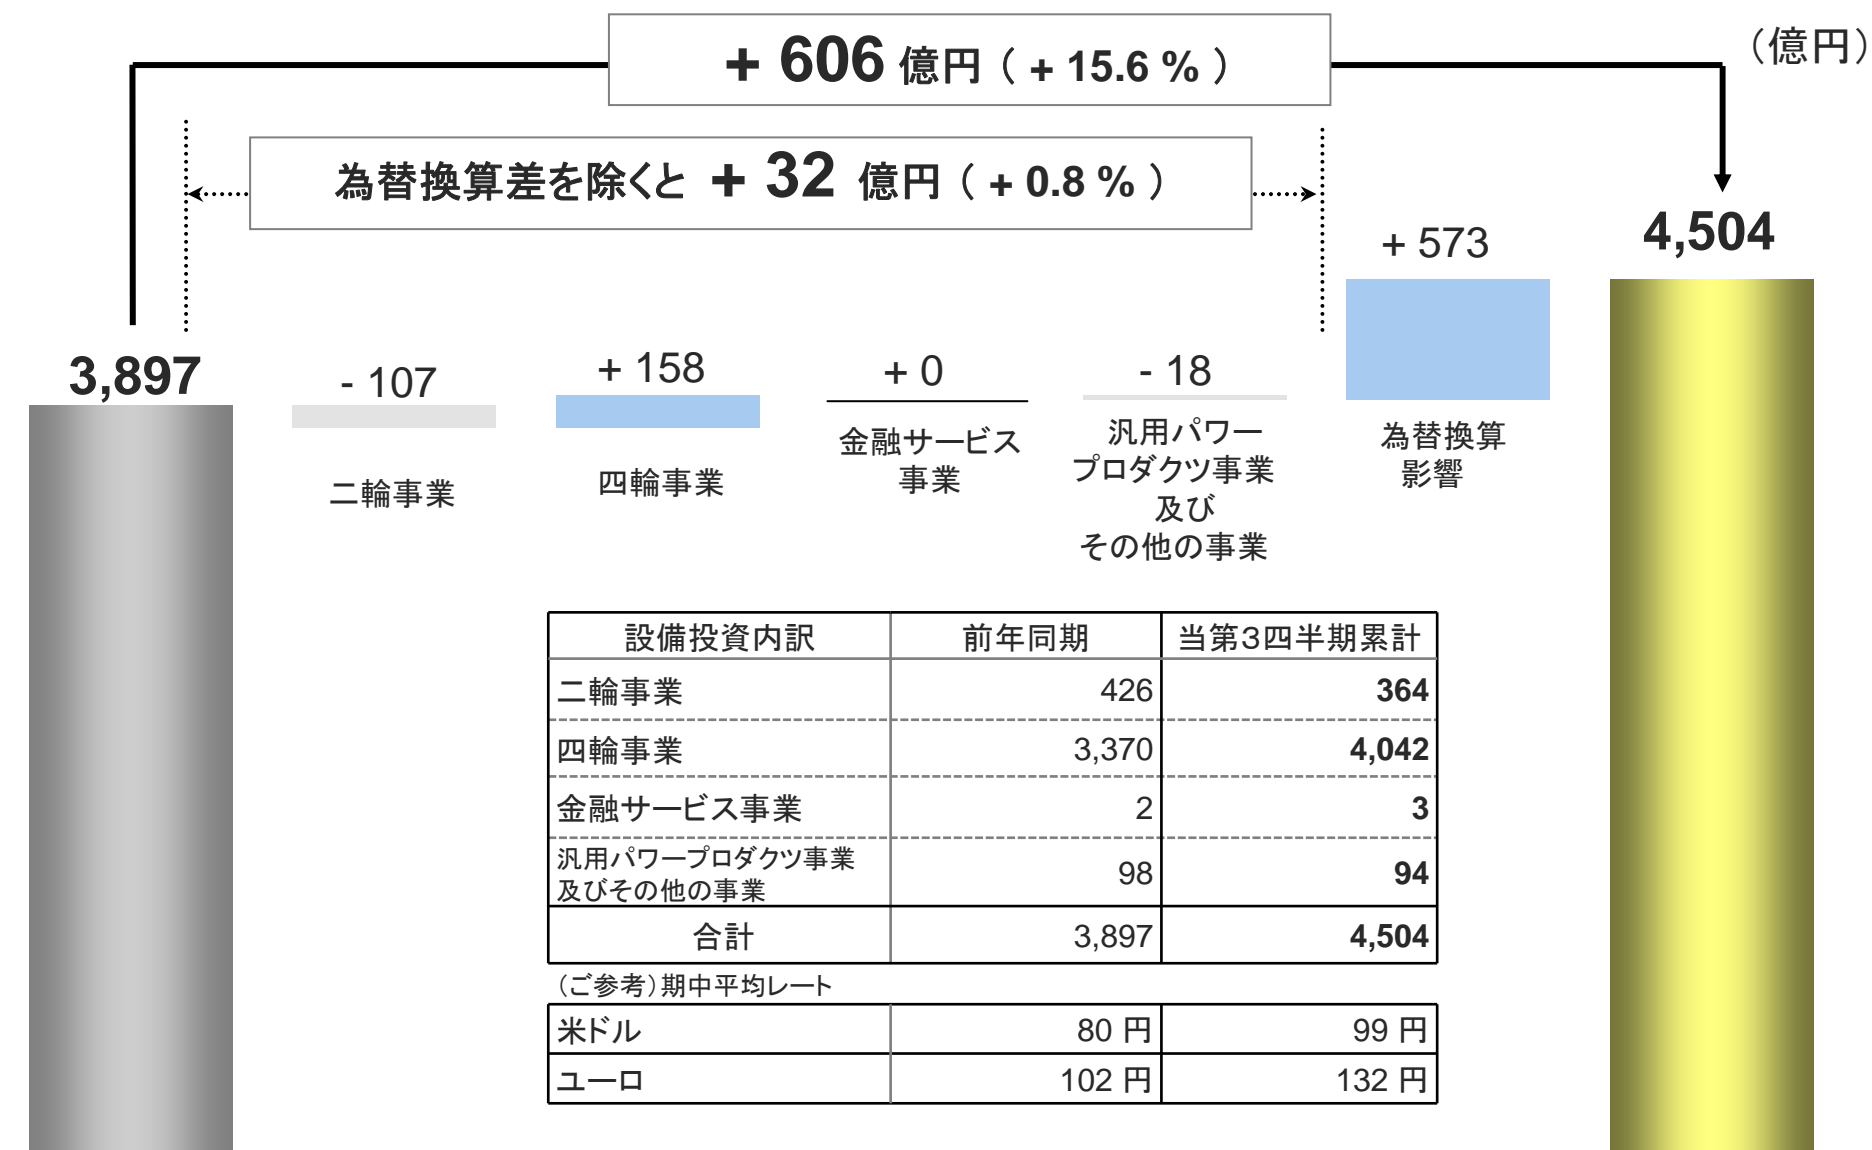 + 606 億円（ + 15.6 % ）
（億円）
為替換算差を除くと + 32 億円（ + 0.8 % ）
3,897
- 107
二輪事業
+ 158
四輪事業
+ 0
金融サービス
事業
- 18
汎用パワー
プロダクツ事業
及び
その他の事業
+ 573
為替換算
影響
4,504
設備投資内訳 前年同期 当第3四半期累計
二輪事業 426 364
四輪事業 3,370 4,042
金融サービス事業 2 3
汎用パワープロダクツ事業
及びその他の事業 98 94
合計 3,897 4,504
（ご参考）期中平均レート
米ドル 80 円 99 円
ユーロ 102 円 132 円